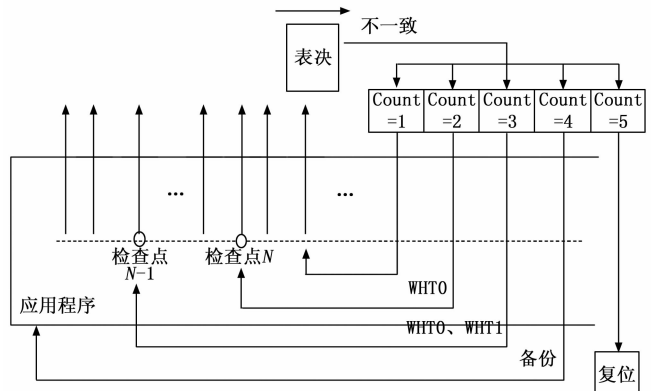 不一致
表决
Count Count Count Count Count
=1 =2 =3 =4 =5
...
...
检查点 检查点N
N-1
WHT0
应用程序
WHT0、WHT1
备份
复位